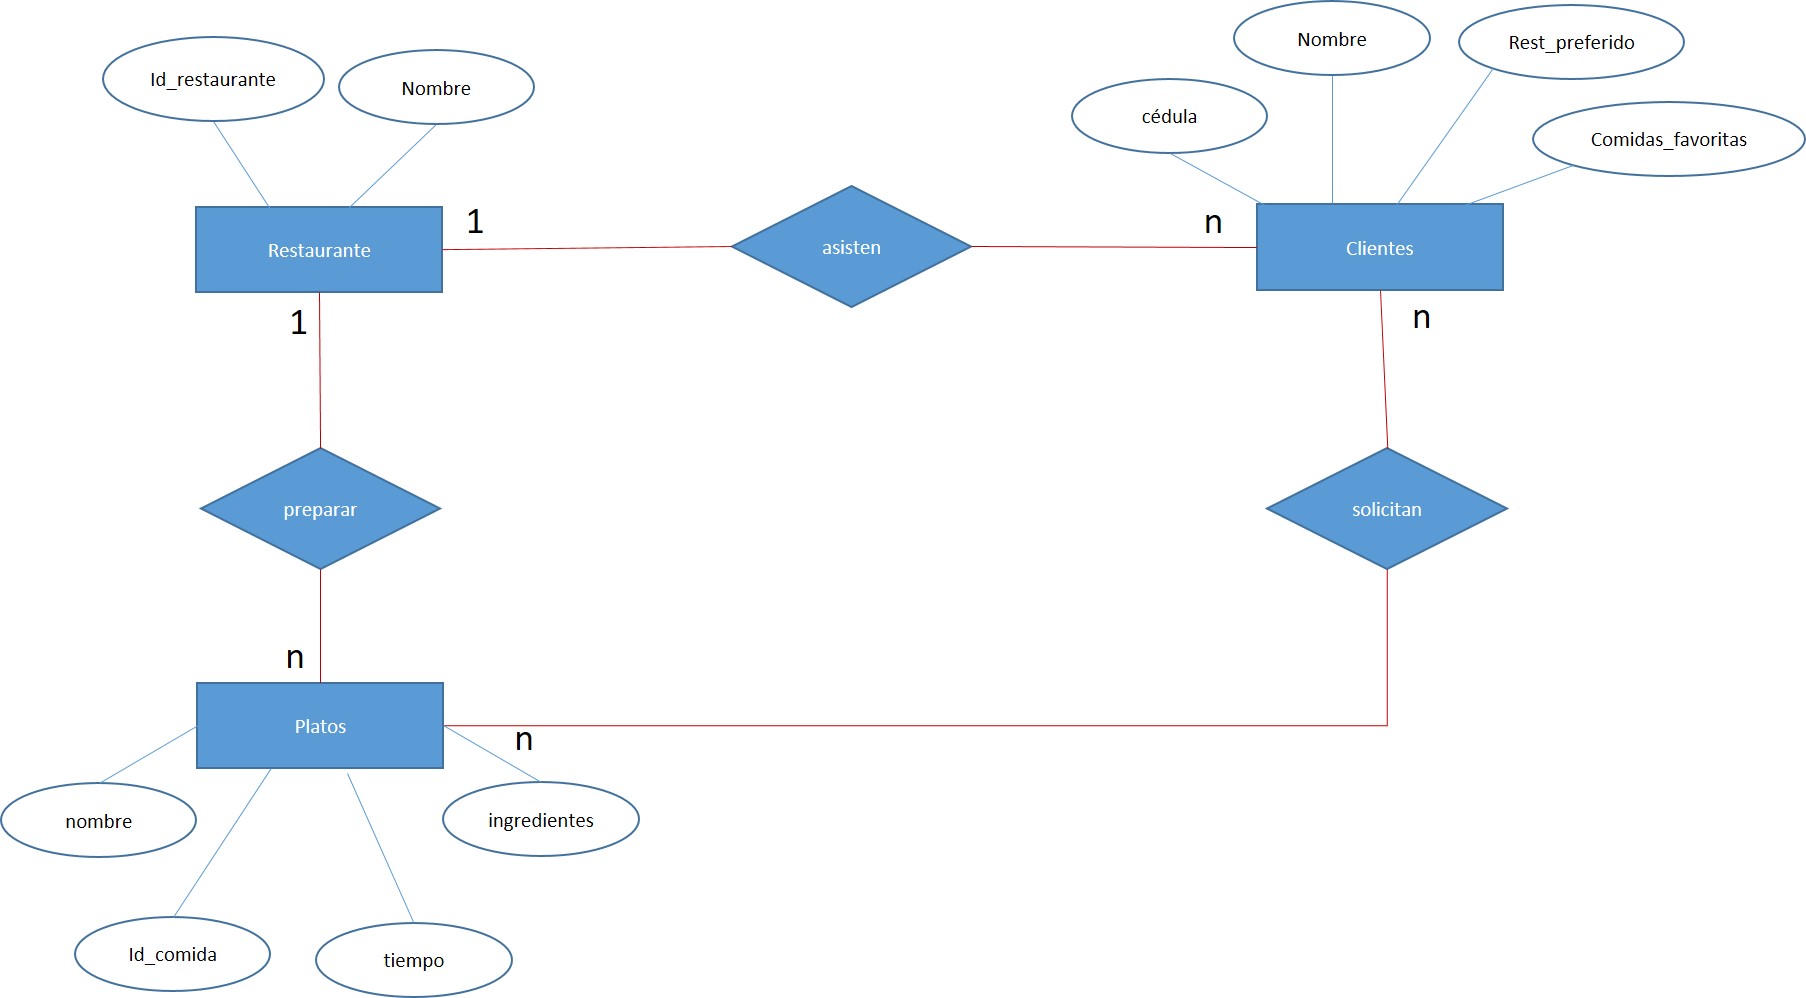 Id_restaurante
Nombre
cédula
Nombre
Rest_preferido
Comidas_favoritas
Restaurante
1
asisten
n
Clientes
1
n
preparar
solicitan
n
Platos
n
nombre
ingredientes
Id_comida
tiempo